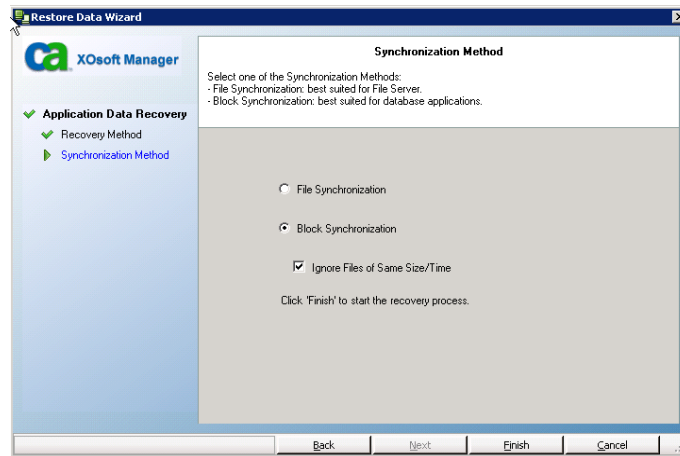 Restore Data Wizard
ca XOsoft Manager
Application Data Recovery
Recovery Method
Synchronization Method
Synchronization Method
Select one of the Synchronization Methods:
- File Synchronization: best suited for File Server.
- Block Synchronization: best suited for database applications.
File Synchronization
Block Synchronization
Ignore Files of Same Size/Time
Click 'Finish' to start the recovery process.
Back Next Finish Cancel